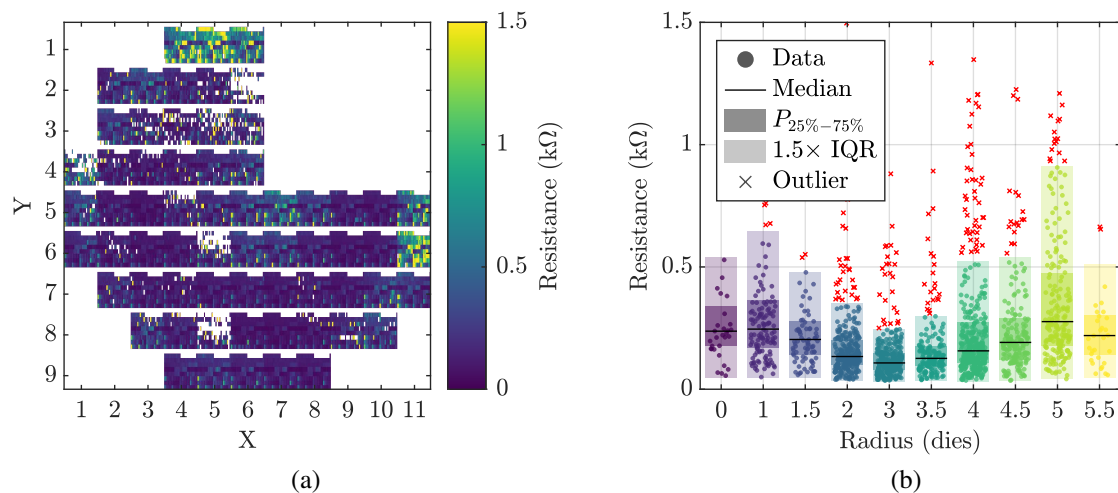 1
2
3
4
5
6
7
8
9
Y
1 2 3 4 5 6 7 8 9 10 11
X
1.5
1
0.5
0
Resistance (kΩ)
(a)
1.5
1
0.5
0
Resistance (kΩ)
Data
Median
P25%−75%
1.5× IQR
Outlier
0 1 1.5 2 3 3.5 4 4.5 5 5.5
Radius (dies)
(b)